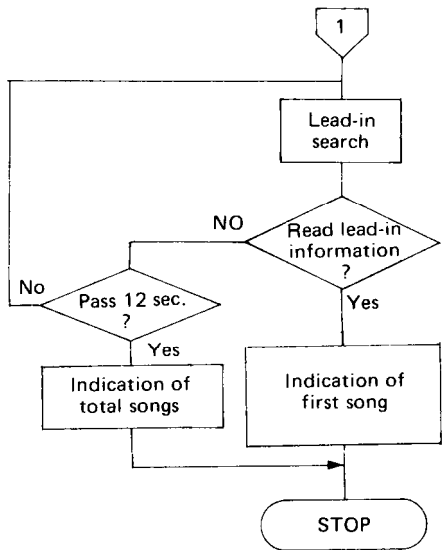 1
Lead-in
search
NO
Read lead-in
information
?
No
Pass 12 sec.
?
Yes
Yes
Indication of
total songs
Indication of
first song
STOP